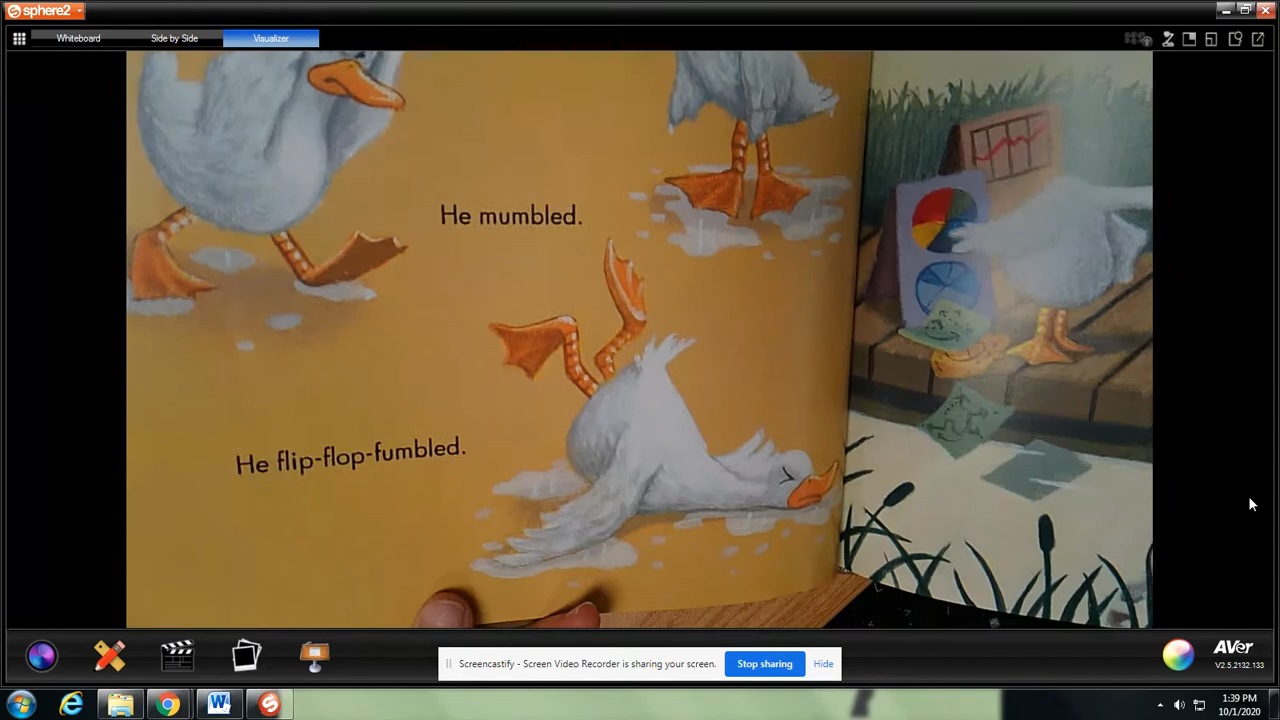 sphere2
Whiteboard
Side by Side
Visualizer
He mumbled.
He flip-flop-fumbled.
Screencastify - Screen Video Recorder is sharing your screen.
Stop sharing
Hide
AVer
V2.5.2132.133
1:39 PM
10/1/2020